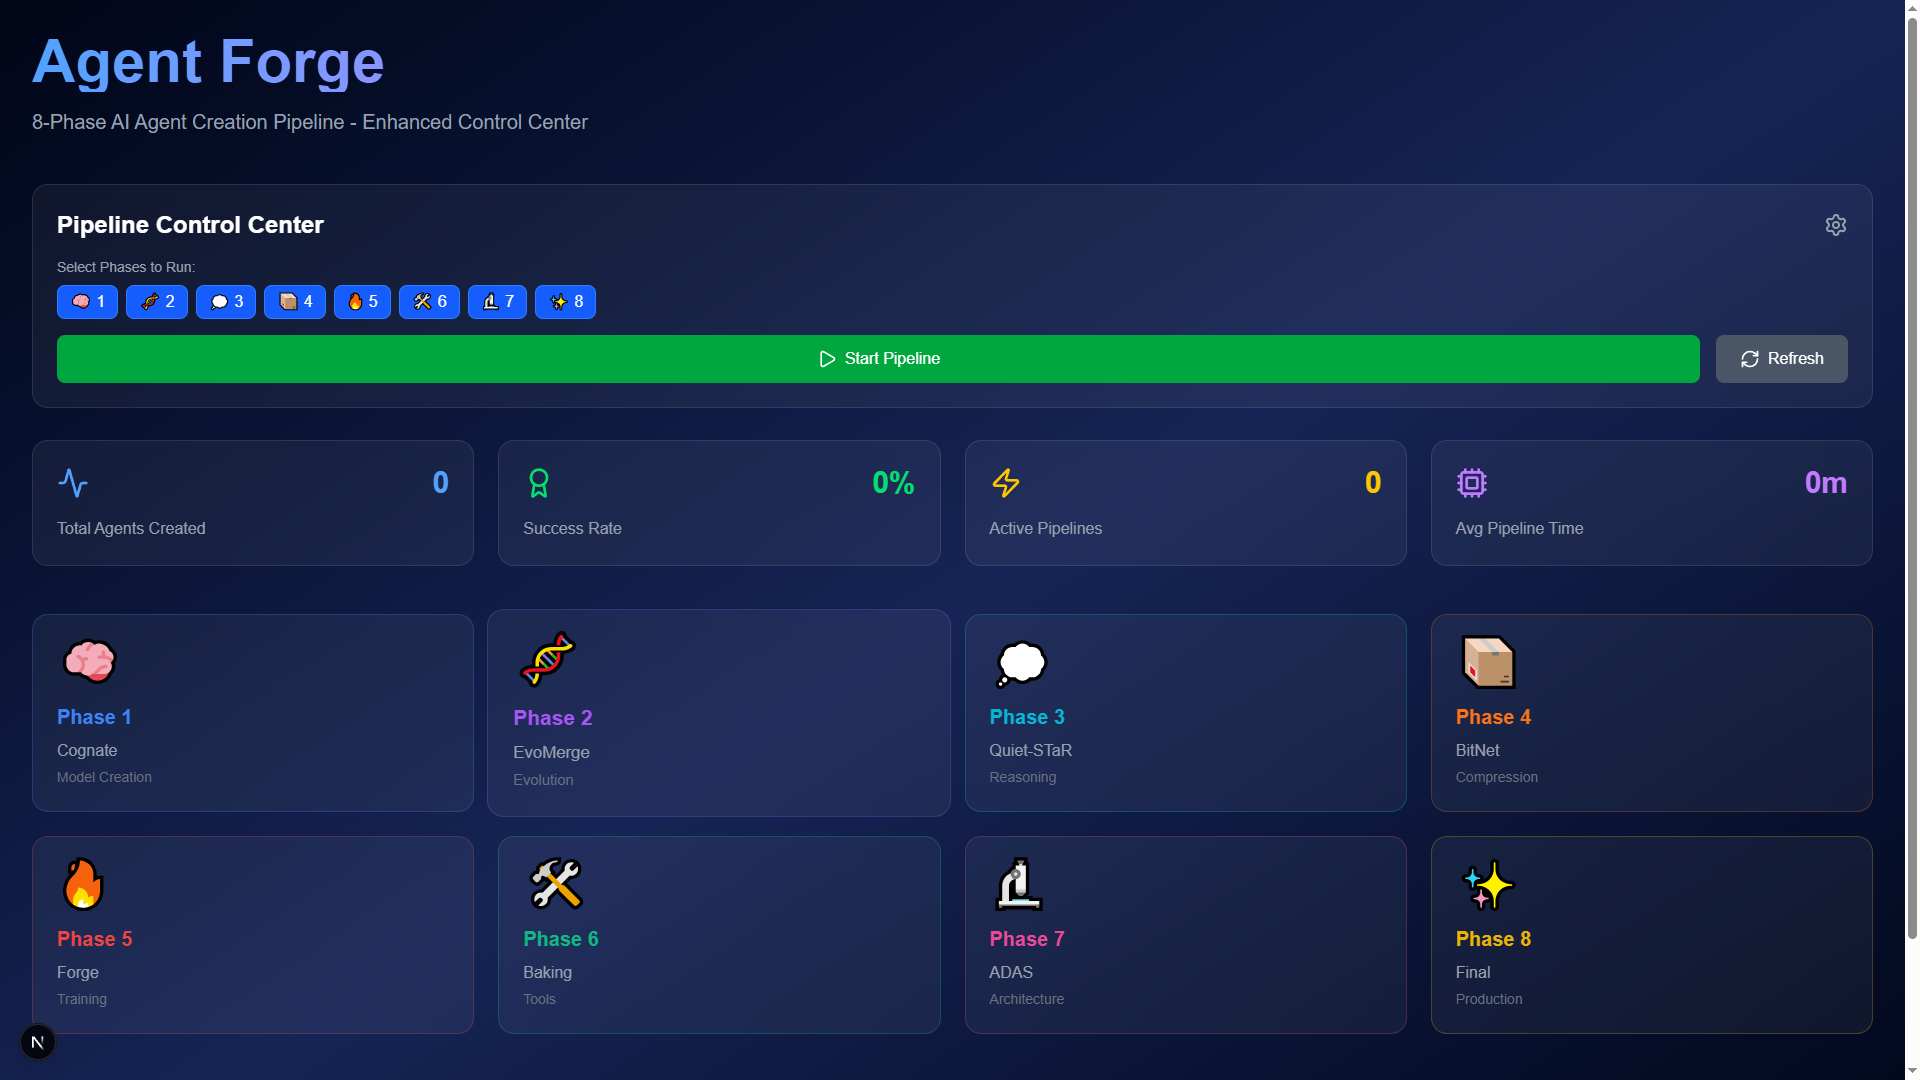 Agent Forge
8-Phase AI Agent Creation Pipeline - Enhanced Control Center
Pipeline Control Center
Select Phases to Run:
1 2 3 4 5 6 7 8
Start Pipeline Refresh
0 0% 0 0m
Total Agents Created Success Rate Active Pipelines Avg Pipeline Time
Phase 1
Cognate
Model Creation
Phase 2
EvoMerge
Evolution
Phase 3
Quiet-STaR
Reasoning
Phase 4
BitNet
Compression
Phase 5
Forge
Training
Phase 6
Baking
Tools
Phase 7
ADAS
Architecture
Phase 8
Final
Production
N